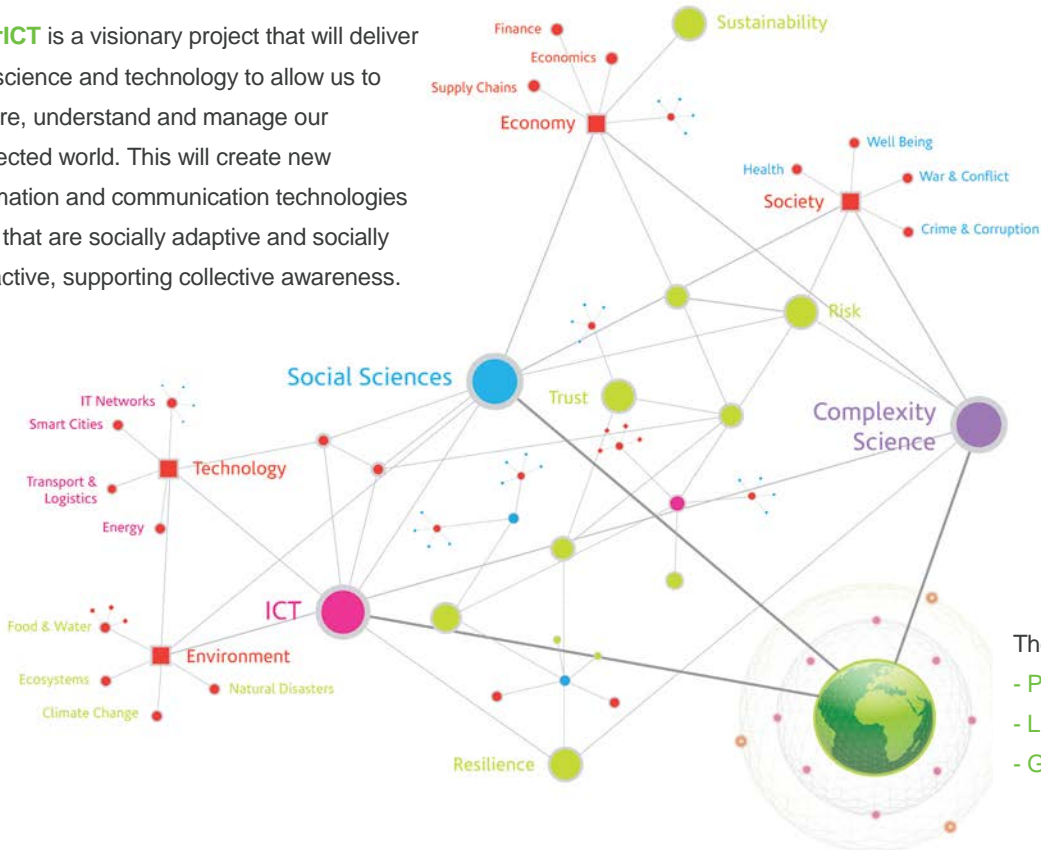 rICT is a visionary project that will deliver
science and technology to allow us to
re, understand and manage our
ected world. This will create new
mation and communication technologies
that are socially adaptive and socially
active, supporting collective awareness.
Sustainability
Finance
Economics
Supply Chains
Economy
Well Being
Health
War & Conflict
Society
Crime & Corruption
Risk
Social Sciences
Trust
Complexity
Science
IT Networks
Smart Cities
Technology
Transport &
Logistics
Energy
ICT
Food & Water
Environment
Ecosystems
Natural Disasters
Climate Change
Resilience
Th
- P
- L
- G